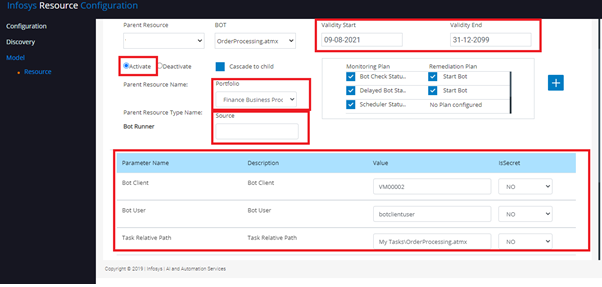 Infosys Resource Configuration
Configuration
Discovery
Model
Resource
Parent Resource
BOT
OrderProcessing.atmx
Validity Start
Validity End
09-08-2021
31-12-2099
Activate
Deactivate
Cascade to child
Monitoring Plan
Remediation Plan
Bot Check Statu..
Start Bot
Delayed Bot Sta..
Start Bot
Scheduler Statu..
No Plan configured
+
Parent Resource Name:
Portfolio
Finance Business Proc
Parent Resource Type Name:
Source
Bot Runner
Parameter Name
Description
Value
IsSecret
Bot Client
Bot Client
VM00002
NO
Bot User
Bot User
botclientuser
NO
Task Relative Path
Task Relative Path
My Tasks\OrderProcessing.atmx
NO
Copyright © 2019 | Infosys | AI and Automation Services